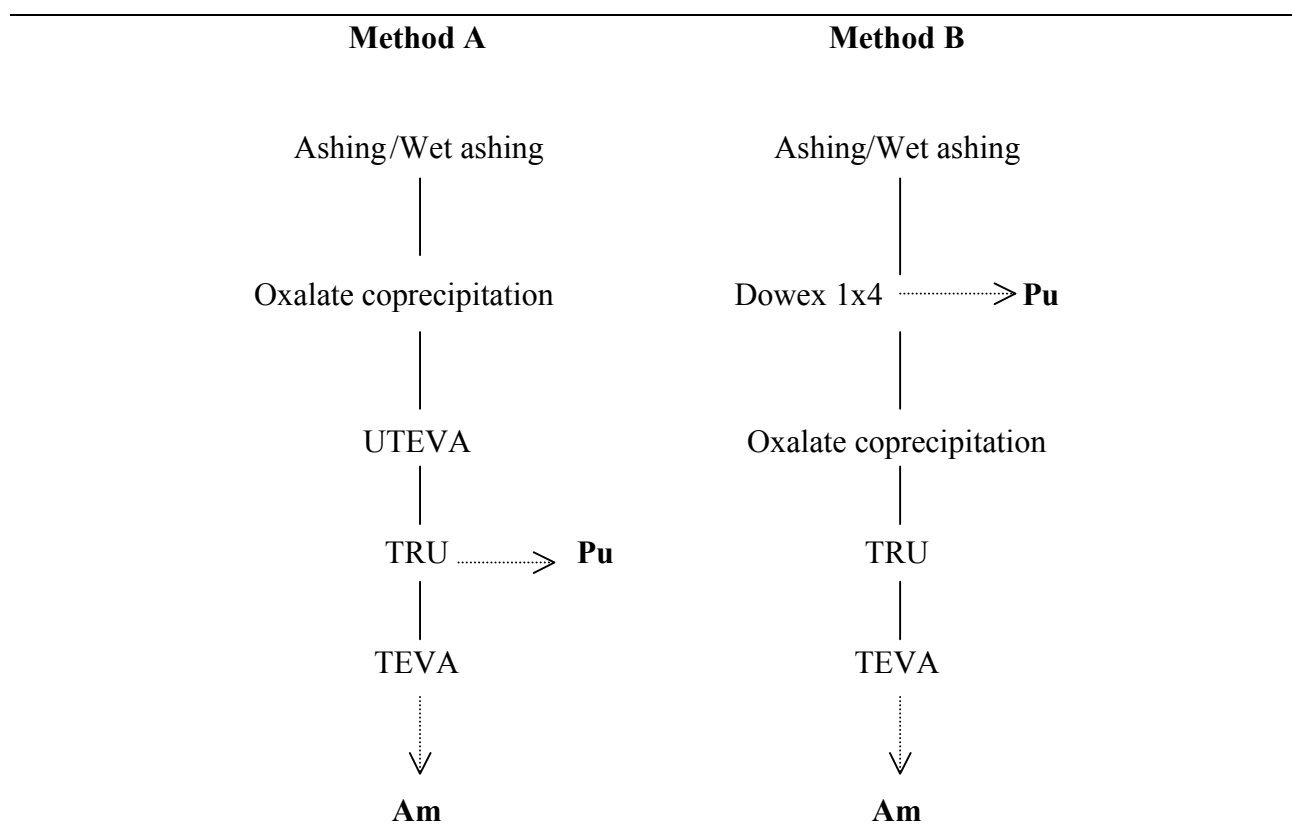 Method A Method B
Ashing/Wet ashing Ashing/Wet ashing
Oxalate coprecipitation Dowex 1x4 Pu
UTEVA Oxalate coprecipitation
TRU Pu TRU
TEVA TEVA
Am Am